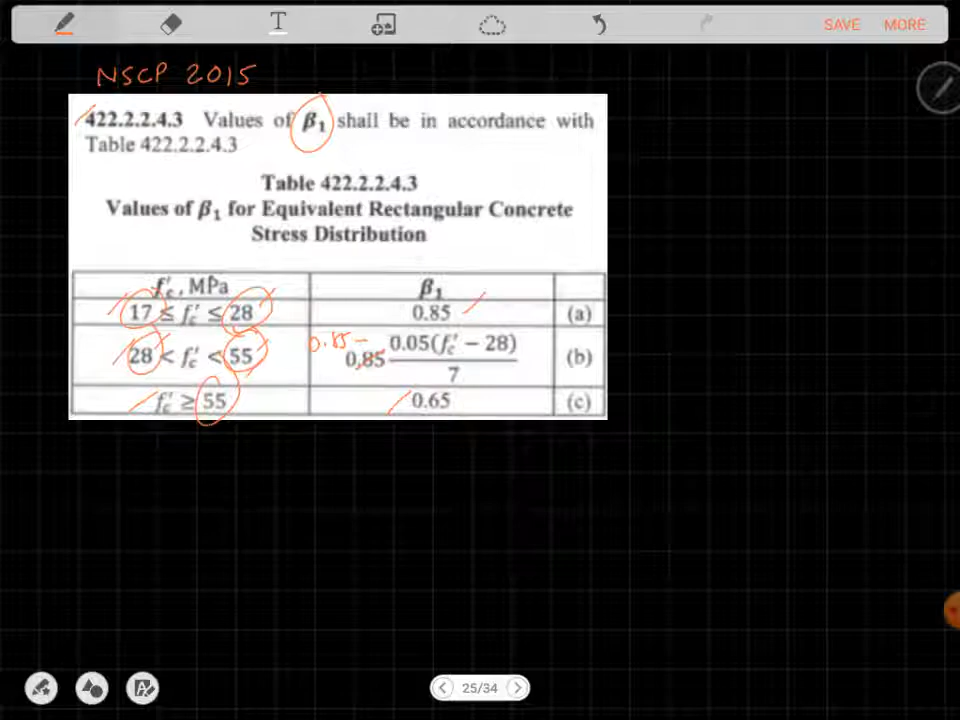 SAVE MORE
NSCP 2015
422.2.2.4.3 Values of β₁ shall be in accordance with
Table 422.2.2.4.3
Table 422.2.2.4.3
Values of β₁ for Equivalent Rectangular Concrete
Stress Distribution
f′c, MPa β₁
17 ≤ f′c ≤ 28 0.85 (a)
28 < f′c < 55 0.85 − 0.85 0.05(f′c − 28) / 7 (b)
f′c ≥ 55 0.65 (c)
25/34